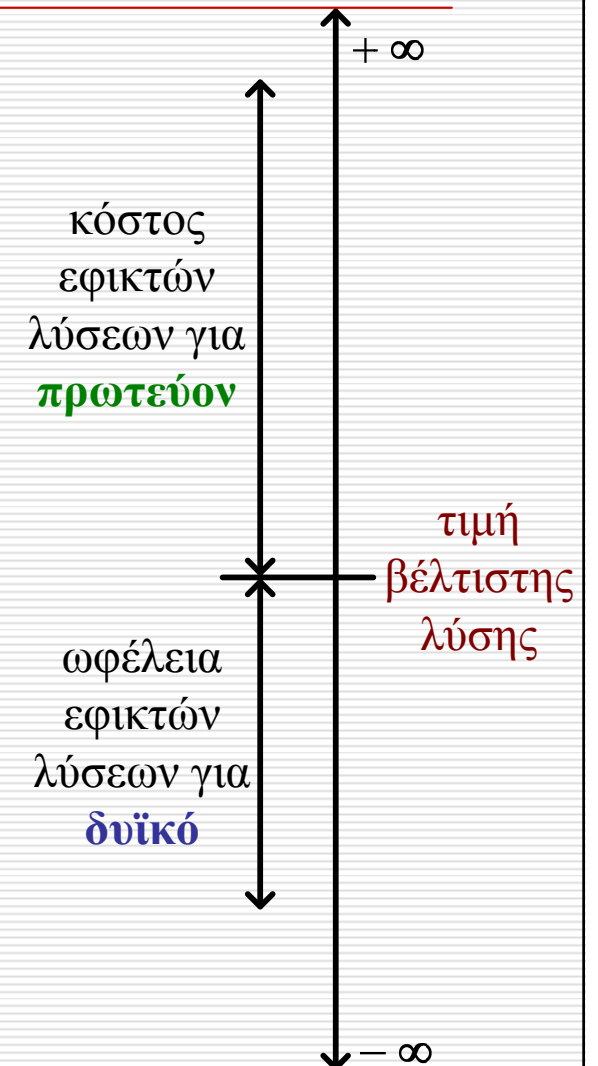 + ∞
κόστος
εφικτών
λύσεων για
πρωτεύον
τιμή
βέλτιστης
λύσης
ωφέλεια
εφικτών
λύσεων για
δυϊκό
− ∞